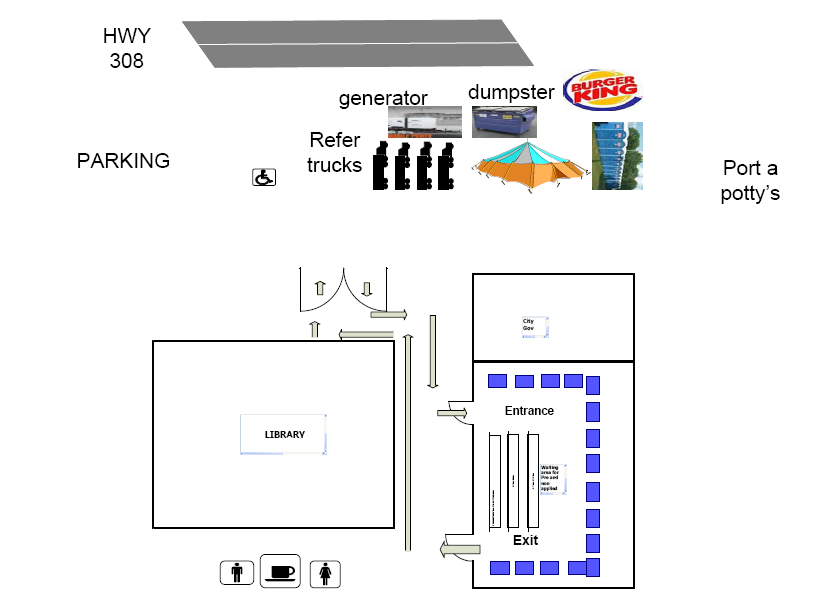 HWY
308
BURGER
KING
generator
dumpster
Refer
trucks
PARKING
Port a
potty's
City
Gov
Entrance
LIBRARY
Waiting
area for
Pre and
non
applied
Exit